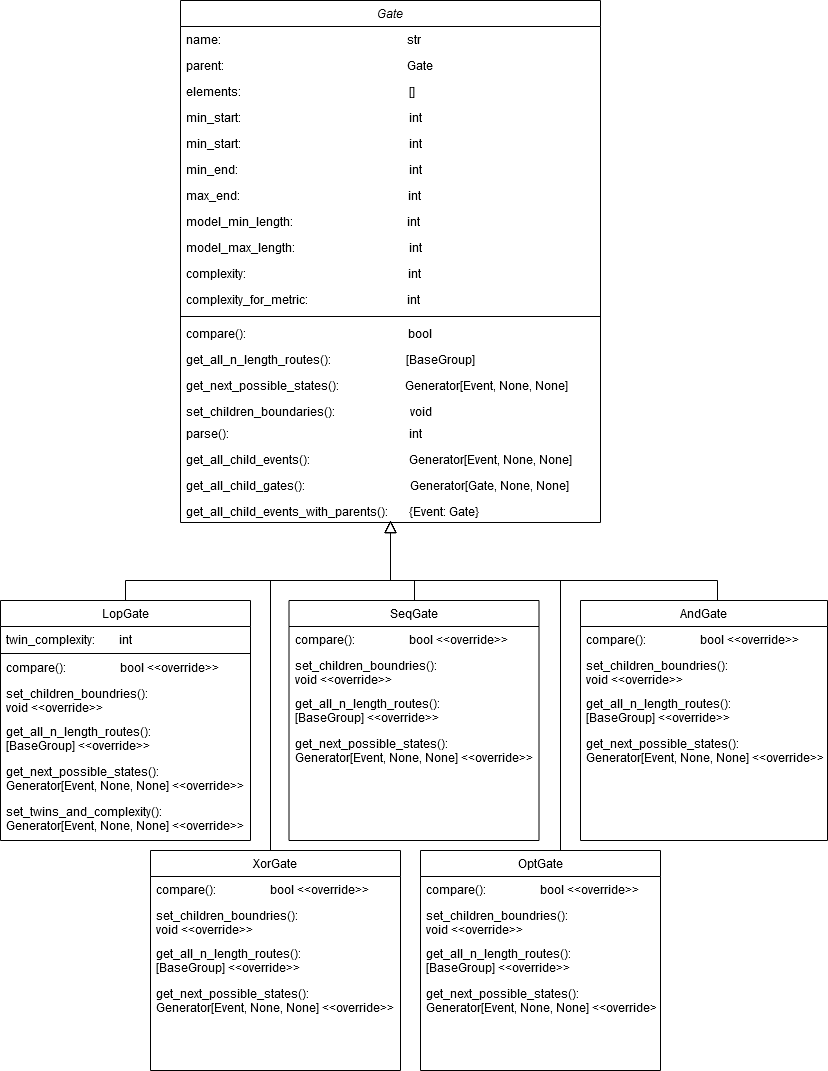 Gate
name: str
parent: Gate
elements: []
min_start: int
min_start: int
min_end: int
max_end: int
model_min_length: int
model_max_length: int
complexity: int
complexity_for_metric: int
compare(): bool
get_all_n_length_routes(): [BaseGroup]
get_next_possible_states(): Generator[Event, None, None]
set_children_boundaries(): void
parse(): int
get_all_child_events(): Generator[Event, None, None]
get_all_child_gates(): Generator[Gate, None, None]
get_all_child_events_with_parents(): {Event: Gate}
LopGate
twin_complexity: int
compare(): bool <<override>>
set_children_boundries():
void <<override>>
get_all_n_length_routes():
[BaseGroup] <<override>>
get_next_possible_states():
Generator[Event, None, None] <<override>>
set_twins_and_complexity():
Generator[Event, None, None] <<override>>
SeqGate
compare(): bool <<override>>
set_children_boundries():
void <<override>>
get_all_n_length_routes():
[BaseGroup] <<override>>
get_next_possible_states():
Generator[Event, None, None] <<override>>
AndGate
compare(): bool <<override>>
set_children_boundries():
void <<override>>
get_all_n_length_routes():
[BaseGroup] <<override>>
get_next_possible_states():
Generator[Event, None, None] <<override>>
XorGate
compare(): bool <<override>>
set_children_boundries():
void <<override>>
get_all_n_length_routes():
[BaseGroup] <<override>>
get_next_possible_states():
Generator[Event, None, None] <<override>>
OptGate
compare(): bool <<override>>
set_children_boundries():
void <<override>>
get_all_n_length_routes():
[BaseGroup] <<override>>
get_next_possible_states():
Generator[Event, None, None] <<override>